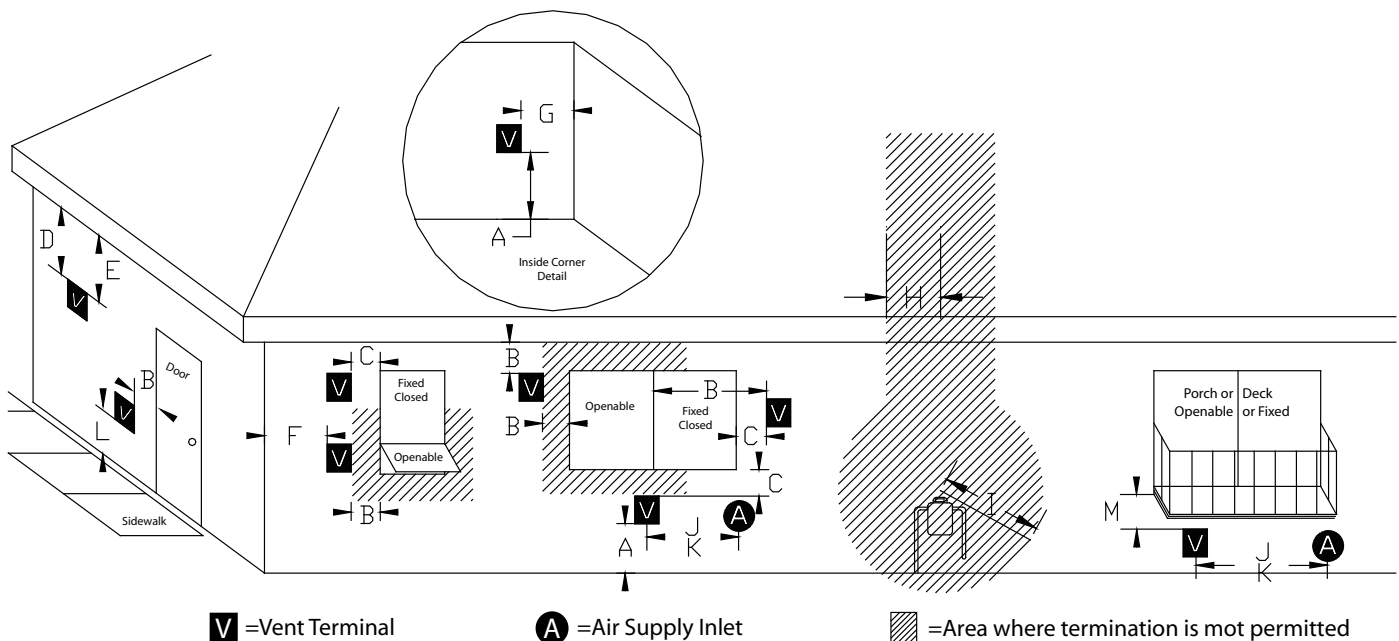 G
V
A
Inside Corner
Detail
D
E
V
H
B
Door
V
L
Sidewalk
C
V
Fixed
Closed
F
V
Openable
B
B
V
B
Openable
B
Fixed
Closed
V
C
C
V
A
J
K
A
I
Porch or
Openable
Deck
or Fixed
M
V
J
K
A
V =Vent Terminal
A =Air Supply Inlet
=Area where termination is mot permitted